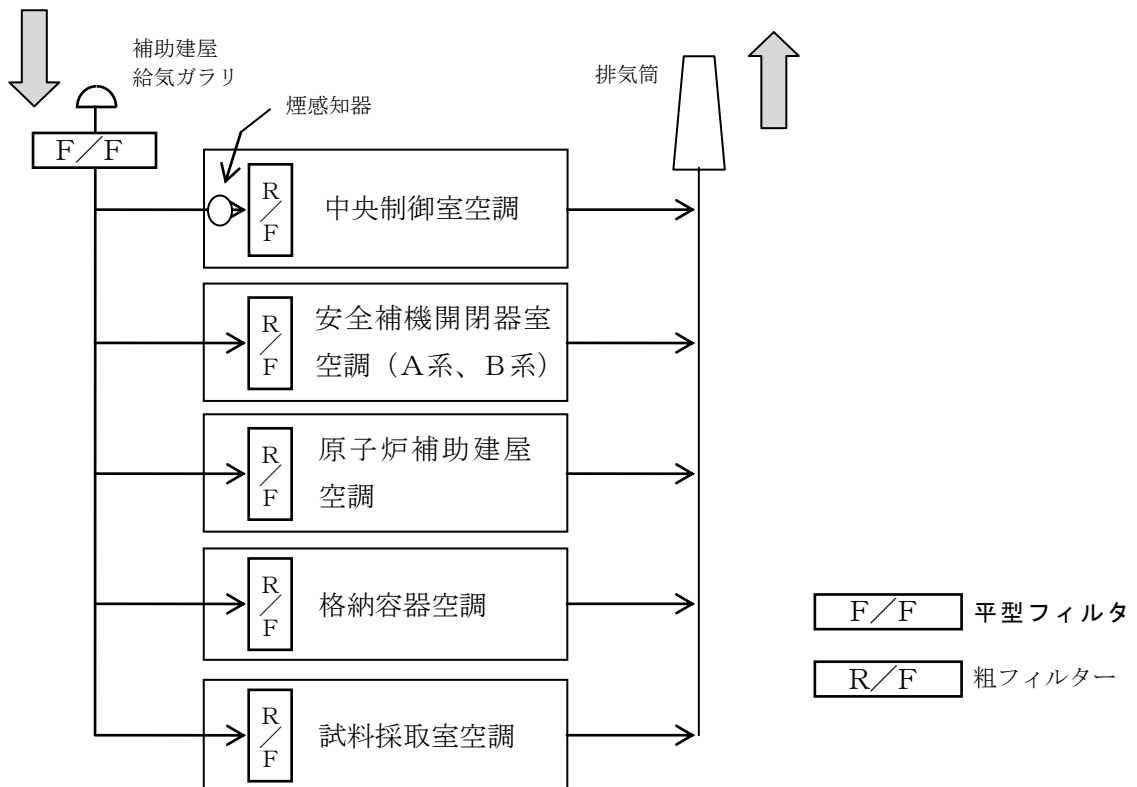 補助建屋
給気ガラリ
煙感知器
排気筒
F／F
R／F
中央制御室空調
R／F
安全補機開閉器室
空調（A系、B系）
R／F
原子炉補助建屋
空調
R／F
格納容器空調
F／F
平型フィルタ
R／F
粗フィルター
R／F
試料採取室空調